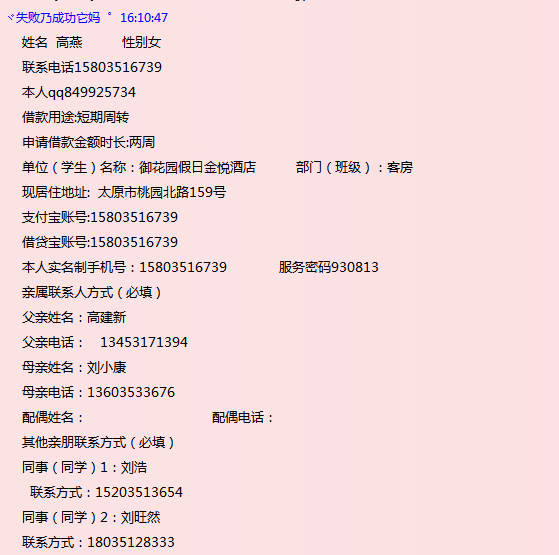 ヾ失败乃成功它妈゜ 16:10:47
姓名 高燕 性别女
联系电话15803516739
本人qq849925734
借款用途:短期周转
申请借款金额时长:两周
单位（学生）名称：御花园假日金悦酒店 部门（班级）：客房
现居住地址: 太原市桃园北路159号
支付宝账号:15803516739
借贷宝账号:15803516739
本人实名制手机号：15803516739 服务密码930813
亲属联系人方式（必填）
父亲姓名：高建新
父亲电话： 13453171394
母亲姓名：刘小康
母亲电话：13603533676
配偶姓名： 配偶电话：
其他亲朋联系方式（必填）
同事（同学）1：刘浩
联系方式：15203513654
同事（同学）2：刘旺然
联系方式：18035128333